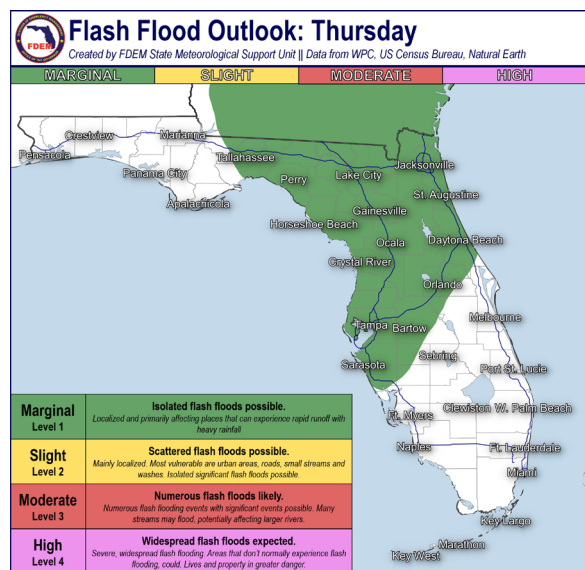 Flash Flood Outlook: Thursday
Created by FDEM State Meteorological Support Unit || Data from WPC, US Census Bureau, Natural Earth
FDEM
MARGINAL SLIGHT MODERATE HIGH
Crestview
Marianna
Pensacola
Tallahassee
Jacksonville
Panama City
Perry
Lake City
St. Augustine
Apalachicola
Gainesville
Horseshoe Beach
Ocala
Daytona Beach
Crystal River
Orlando
Melbourne
Tampa
Bartow
Sebring
Sarasota
Port St. Lucie
Ft. Myers
Clewiston
W. Palm Beach
Naples
Ft. Lauderdale
Miami
Key Largo
Marathon
Key West
Marginal
Level 1
Isolated flash floods possible.
Localized and primarily affecting places that can experience rapid runoff with
heavy rainfall
Slight
Level 2
Scattered flash floods possible.
Mainly localized. Most vulnerable are urban areas, roads, small streams and
washes. Isolated significant flash floods possible.
Moderate
Level 3
Numerous flash floods likely.
Numerous flash flooding events with significant events possible. Many
streams may flood, potentially affecting larger rivers.
High
Level 4
Widespread flash floods expected.
Severe, widespread flash flooding. Areas that don't normally experience flash
flooding, could. Lives and property in greater danger.